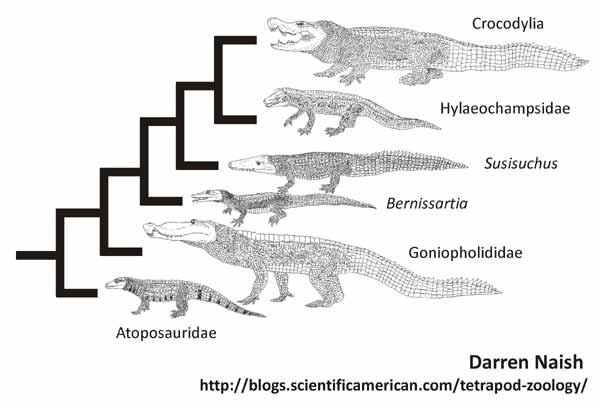 Crocodylia
Hylaeochampsidae
Susisuchus
Bernissartia
Goniopholididae
Atoposauridae
Darren Naish
http://blogs.scientificamerican.com/tetrapod-zoology/